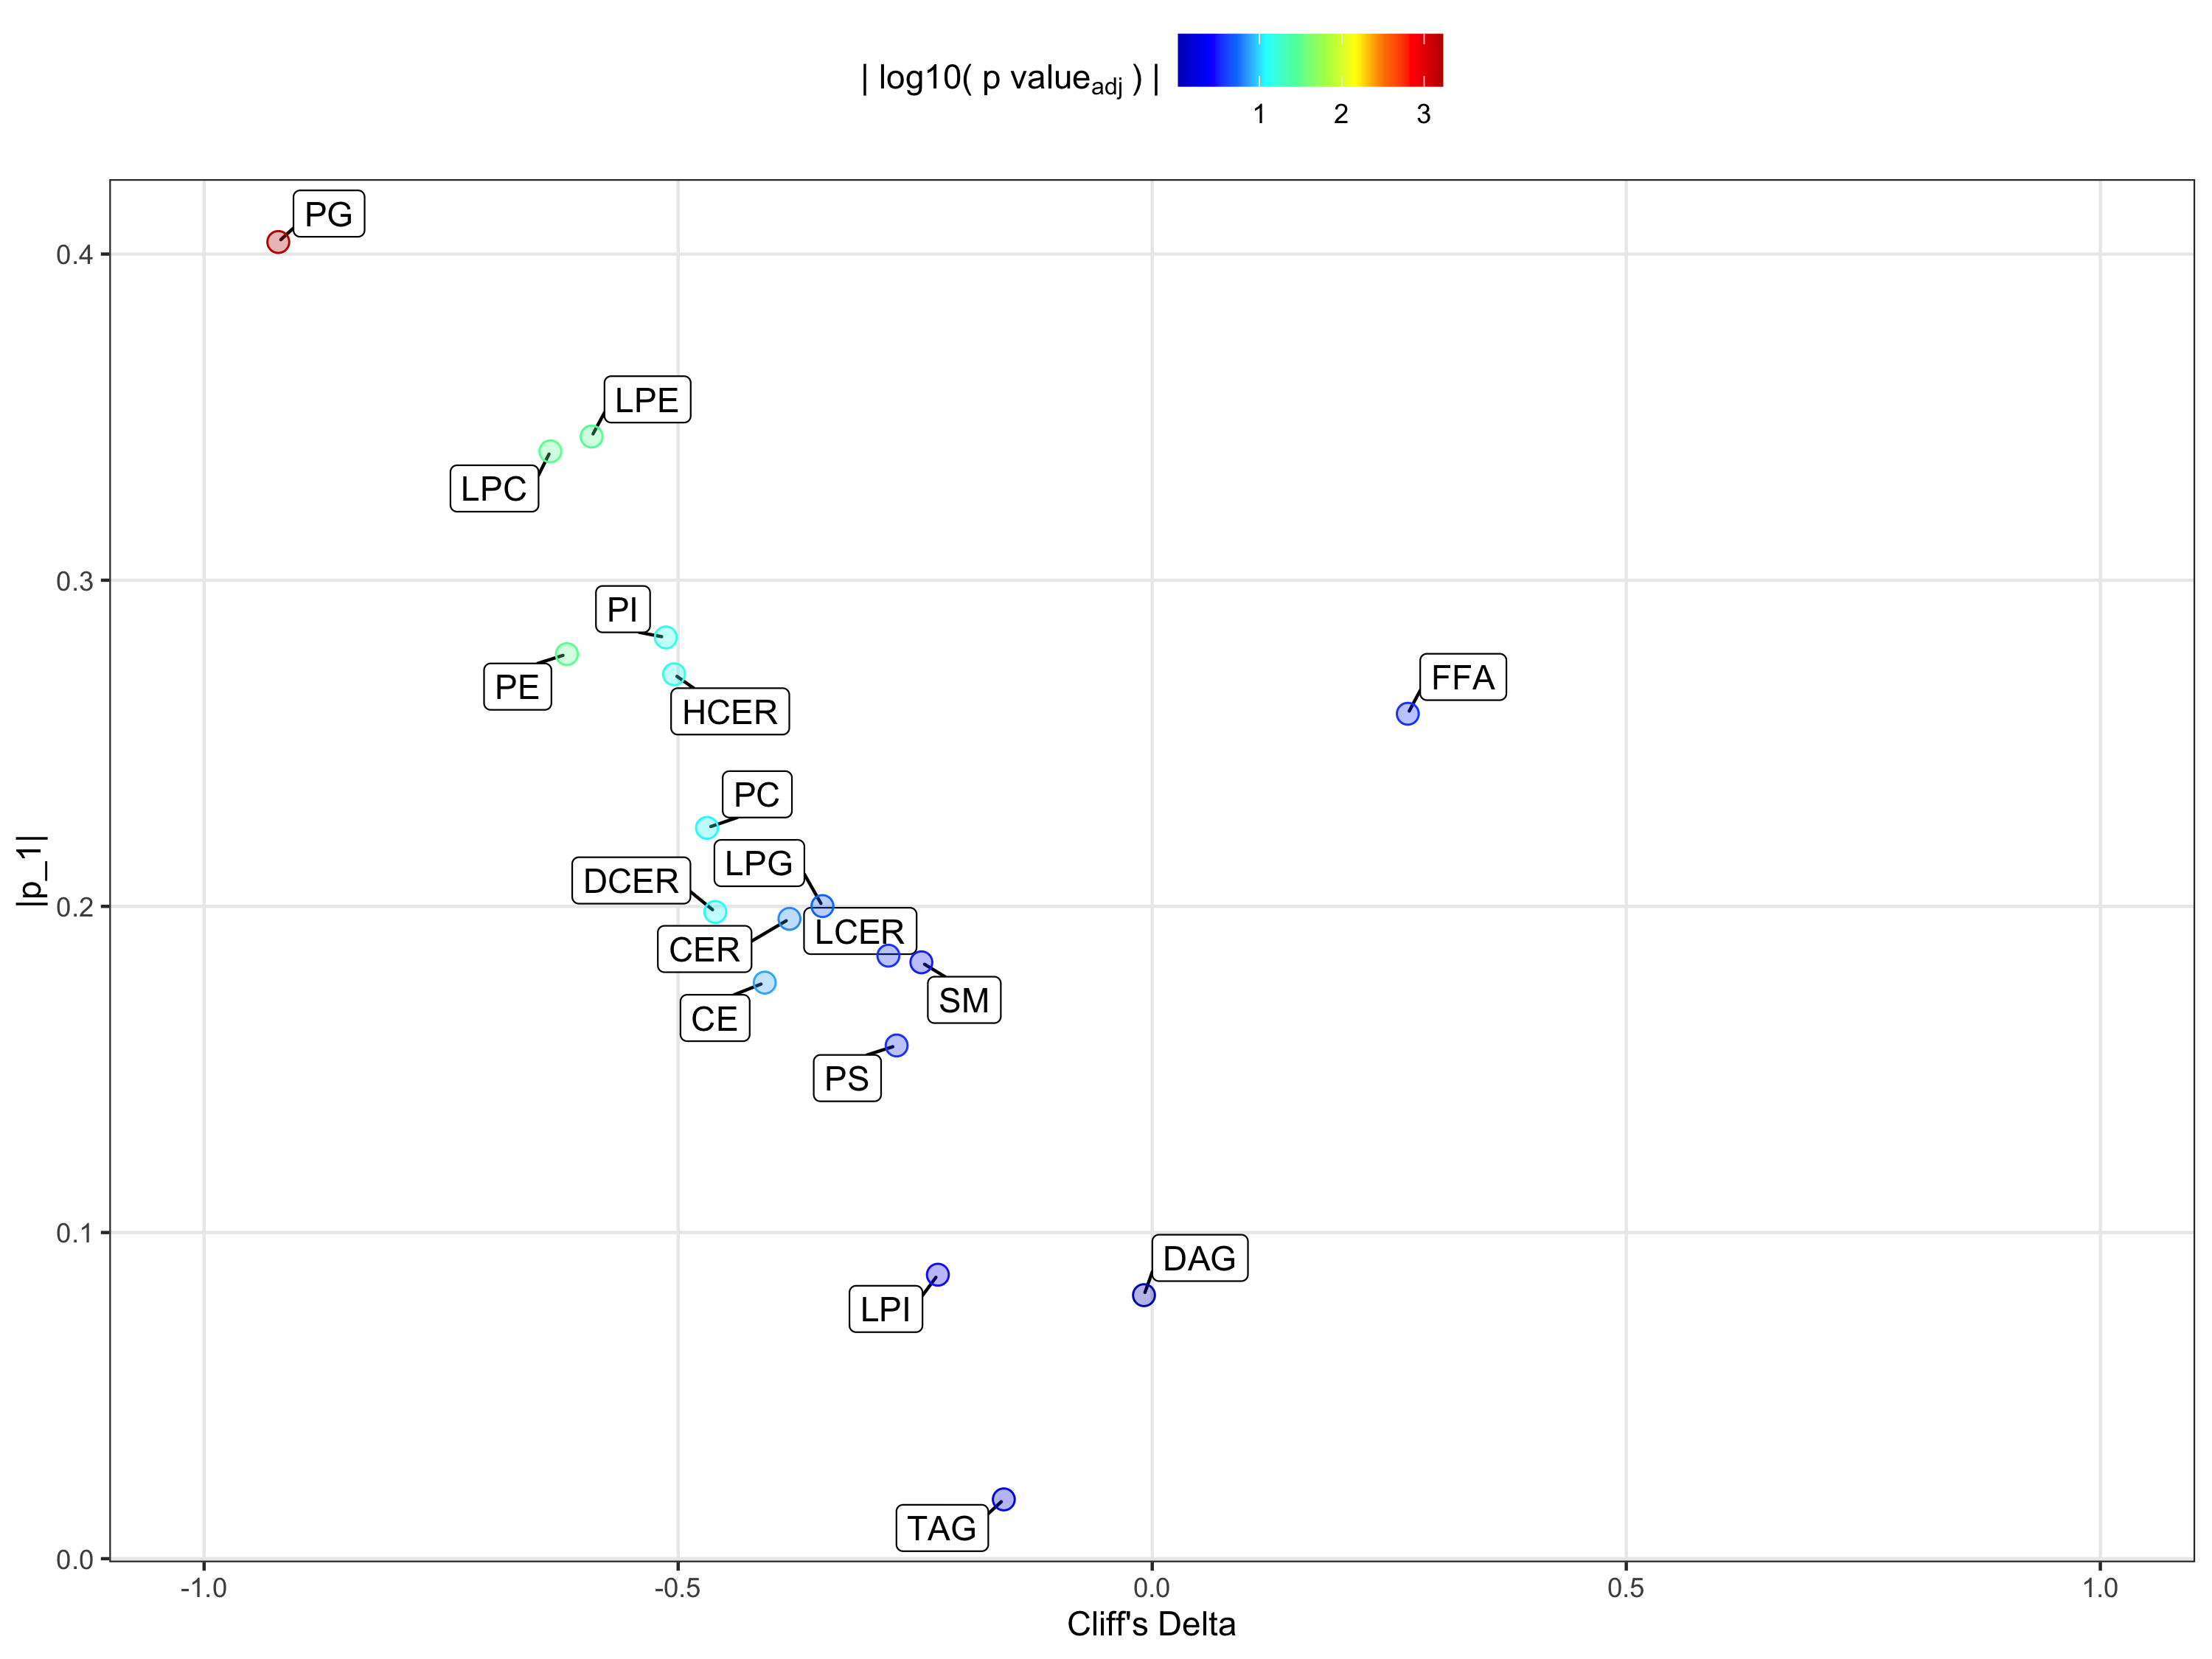 | log10( p value adj ) |
1 2 3
PG
0.4
LPE
LPC
PI
0.3
PE
FFA
HCER
PC
LPG
DCER
0.2
LCER
CER
SM
CE
PS
|p_1|
0.1
DAG
LPI
TAG
0.0
-1.0 -0.5 0.0 0.5 1.0
Cliff's Delta